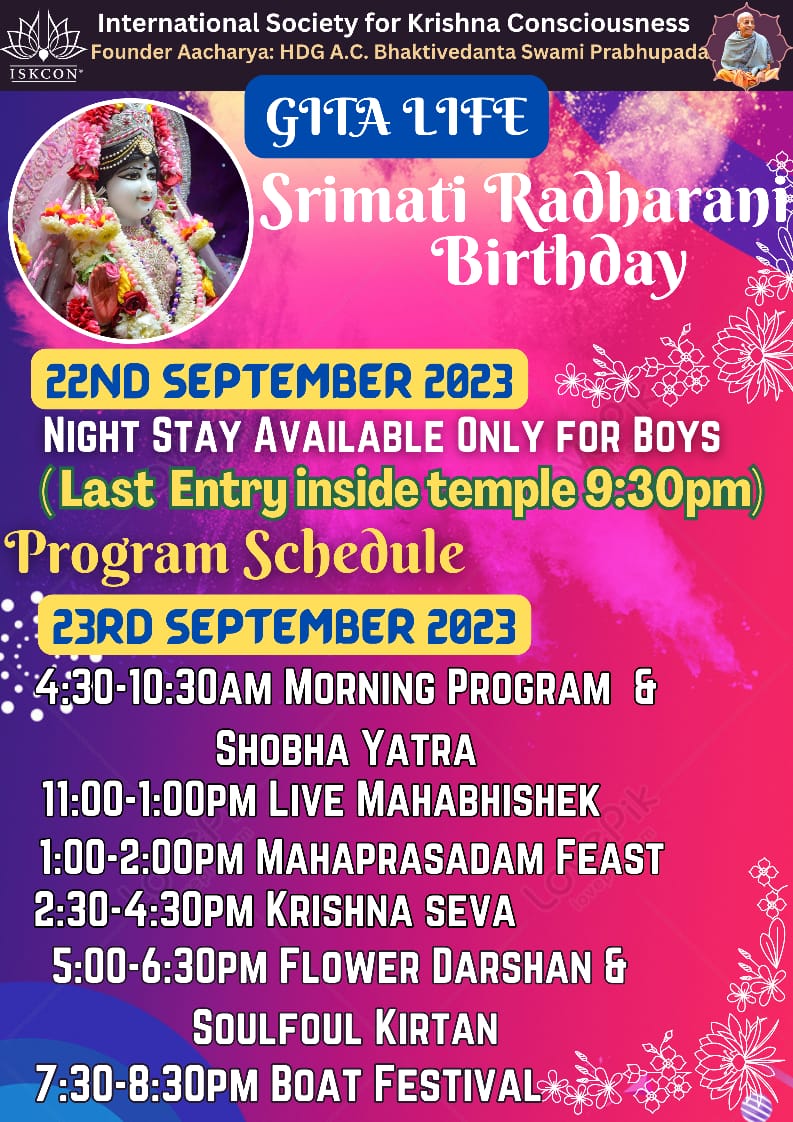 International Society for Krishna Consciousness
Founder Aacharya: HDG A.C. Bhaktivedanta Swami Prabhupada
ISKCON®
GITA LIFE
Srimati Radharani
Birthday
22ND SEPTEMBER 2023
NIGHT STAY AVAILABLE ONLY FOR BOYS
( Last Entry inside temple 9:30pm)
Program Schedule
23RD SEPTEMBER 2023
4:30-10:30AM MORNING PROGRAM &
SHOBHA YATRA
11:00-1:00PM LIVE MAHABHISHEK
1:00-2:00PM MAHAPRASADAM FEAST
2:30-4:30PM KRISHNA SEVA
5:00-6:30PM FLOWER DARSHAN &
SOULFOUL KIRTAN
7:30-8:30PM BOAT FESTIVAL